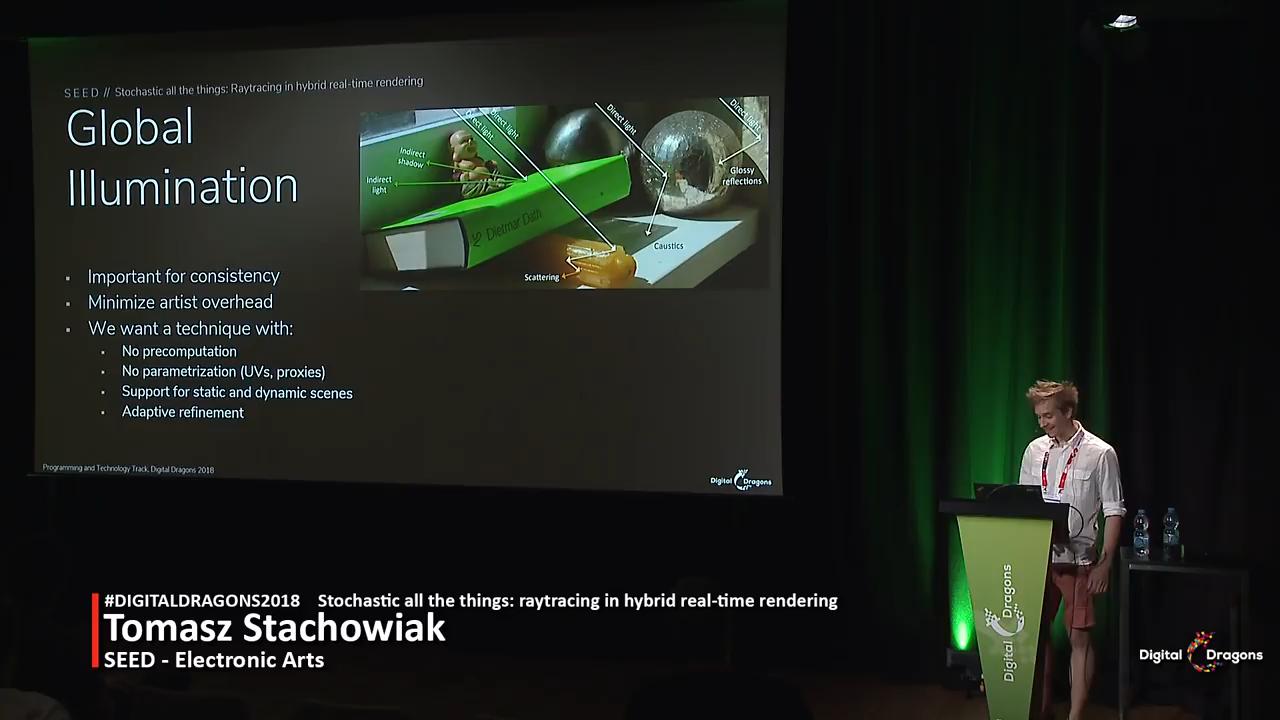 SEED // Stochastic all the things: Raytracing in hybrid real-time rendering
Global
Illumination
Direct light
Direct light
Direct light
Direct light
Indirect
shadow
Indirect
light
Glossy
reflections
Dietmar Dath
Caustics
Scattering
▪ Important for consistency
▪ Minimize artist overhead
▪ We want a technique with:
▪ No precomputation
▪ No parametrization (UVs, proxies)
▪ Support for static and dynamic scenes
▪ Adaptive refinement
Programming and Technology Track, Digital Dragons 2018
Digital Dragons
Digital Dragons
#DIGITALDRAGONS2018 Stochastic all the things: raytracing in hybrid real-time rendering
Tomasz Stachowiak
SEED - Electronic Arts
Digital Dragons